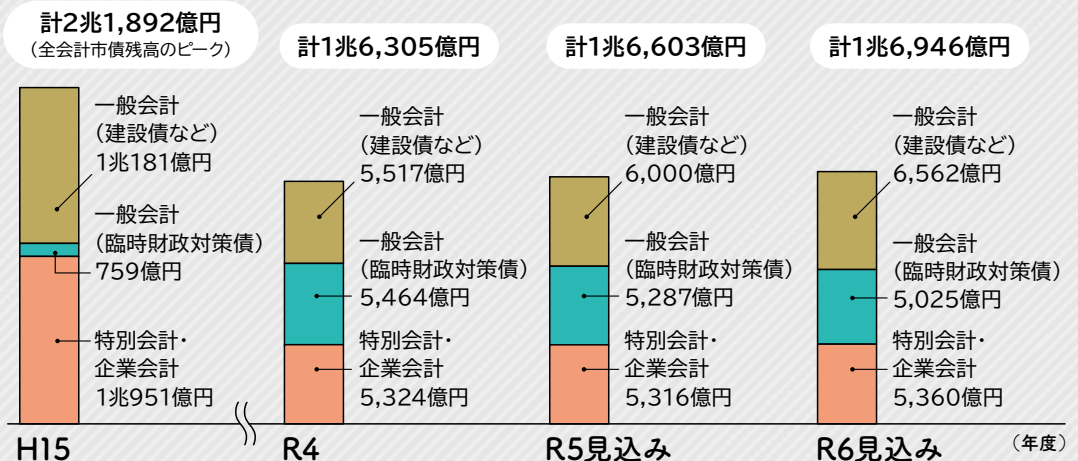 計2兆1,892億円
（全会計市債残高のピーク）
一般会計
（建設債など）
1兆181億円
一般会計
（臨時財政対策債）
759億円
特別会計・
企業会計
1兆951億円
H15
計1兆6,305億円
一般会計
（建設債など）
5,517億円
一般会計
（臨時財政対策債）
5,464億円
特別会計・
企業会計
5,324億円
R4
計1兆6,603億円
一般会計
（建設債など）
6,000億円
一般会計
（臨時財政対策債）
5,287億円
特別会計・
企業会計
5,316億円
R5見込み
計1兆6,946億円
一般会計
（建設債など）
6,562億円
一般会計
（臨時財政対策債）
5,025億円
特別会計・
企業会計
5,360億円
R6見込み
（年度）